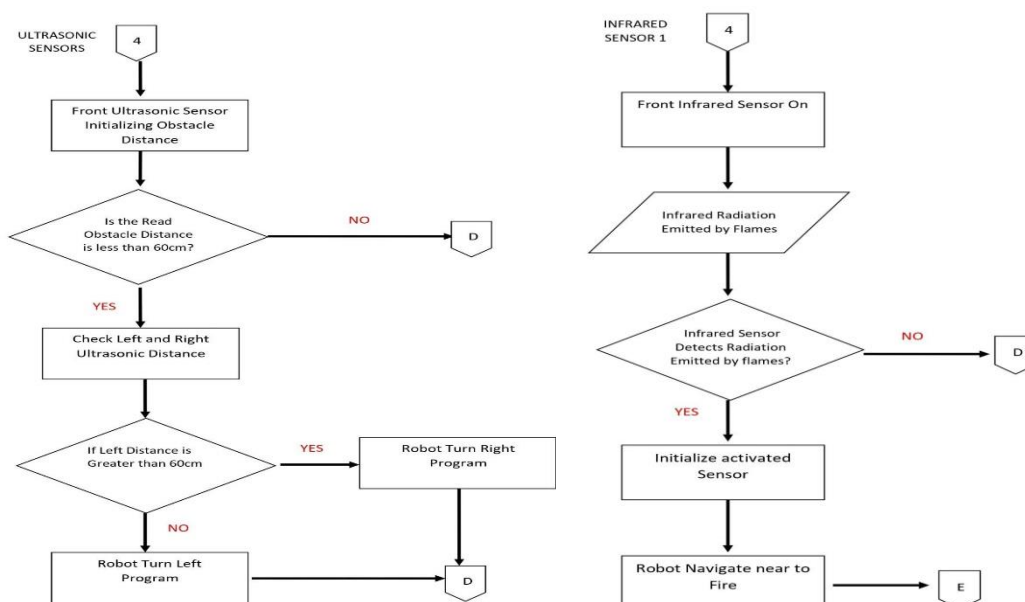 ULTRASONIC
SENSORS
4
Front Ultrasonic Sensor
Initializing Obstacle
Distance
Is the Read
Obstacle Distance
is less than 60cm?
NO
D
YES
Check Left and Right
Ultrasonic Distance
If Left Distance is
Greater than 60cm
YES
Robot Turn Right
Program
NO
Robot Turn Left
Program
D
INFRARED
SENSOR 1
4
Front Infrared Sensor On
Infrared Radiation
Emitted by Flames
Infrared Sensor
Detects Radiation
Emitted by flames?
NO
D
YES
Initialize activated
Sensor
Robot Navigate near to
Fire
E